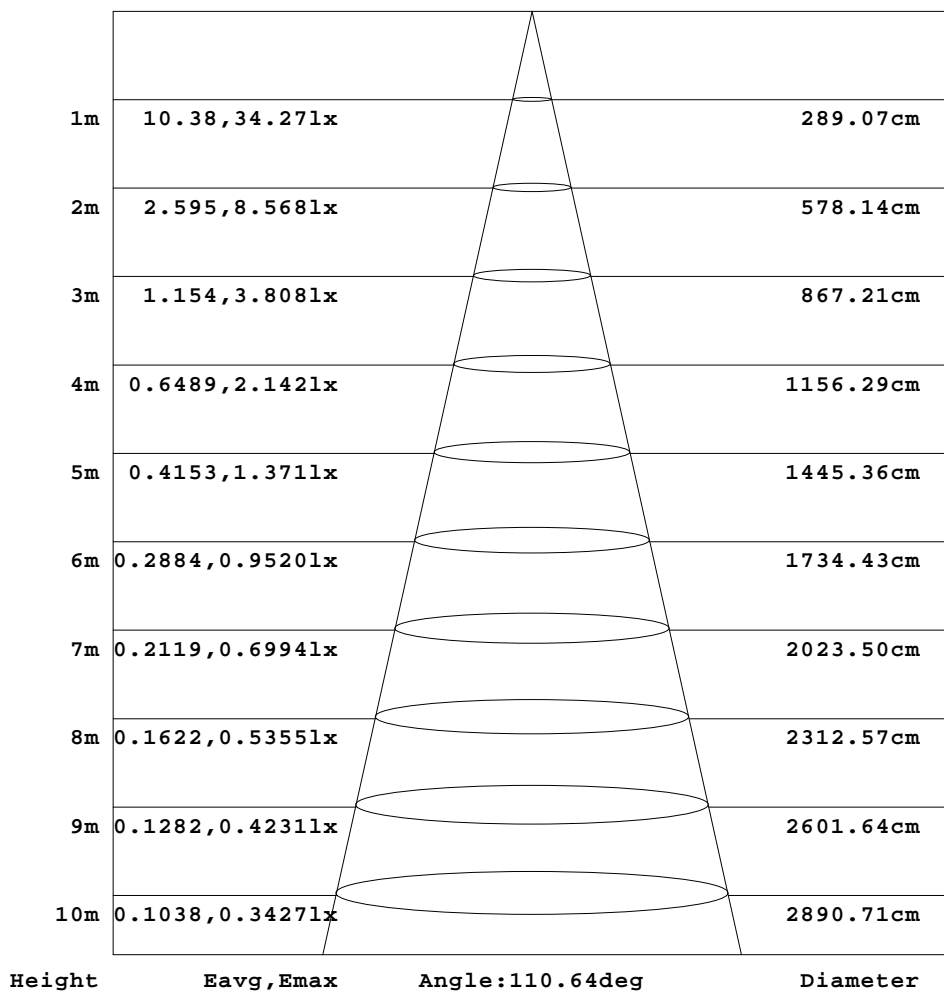 1m 10.38,34.27lx 289.07cm
2m 2.595,8.568lx 578.14cm
3m 1.154,3.808lx 867.21cm
4m 0.6489,2.142lx 1156.29cm
5m 0.4153,1.371lx 1445.36cm
6m 0.2884,0.9520lx 1734.43cm
7m 0.2119,0.6994lx 2023.50cm
8m 0.1622,0.5355lx 2312.57cm
9m 0.1282,0.4231lx 2601.64cm
10m 0.1038,0.3427lx 2890.71cm
Height Eavg,Emax Angle:110.64deg Diameter